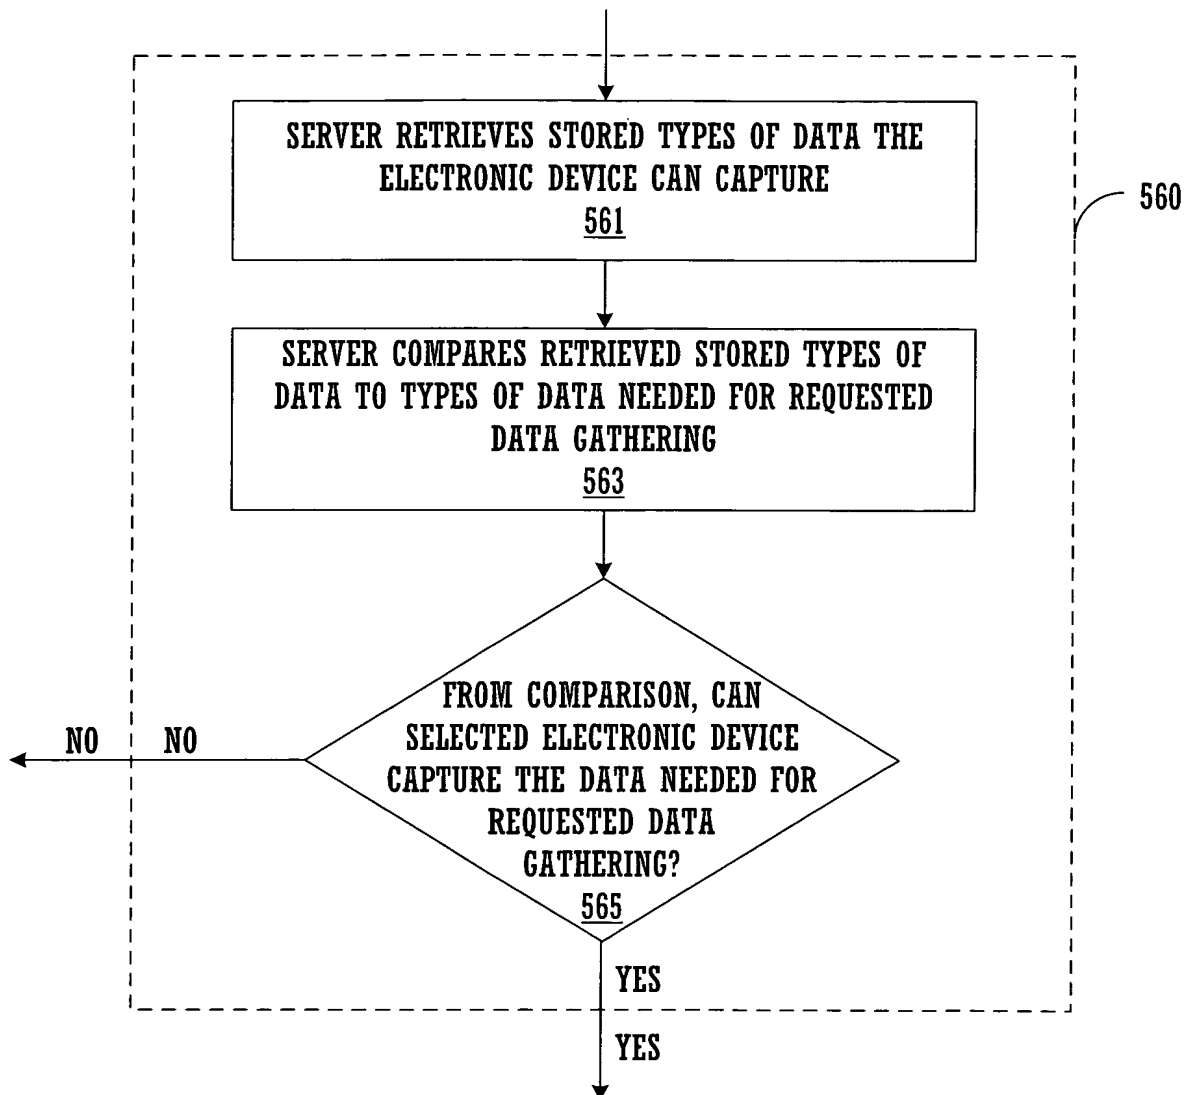 SERVER RETRIEVES STORED TYPES OF DATA THE
ELECTRONIC DEVICE CAN CAPTURE
561
560
SERVER COMPARES RETRIEVED STORED TYPES OF
DATA TO TYPES OF DATA NEEDED FOR REQUESTED
DATA GATHERING
563
FROM COMPARISON, CAN
SELECTED ELECTRONIC DEVICE
CAPTURE THE DATA NEEDED FOR
REQUESTED DATA
GATHERING?
565
NO NO
YES
YES